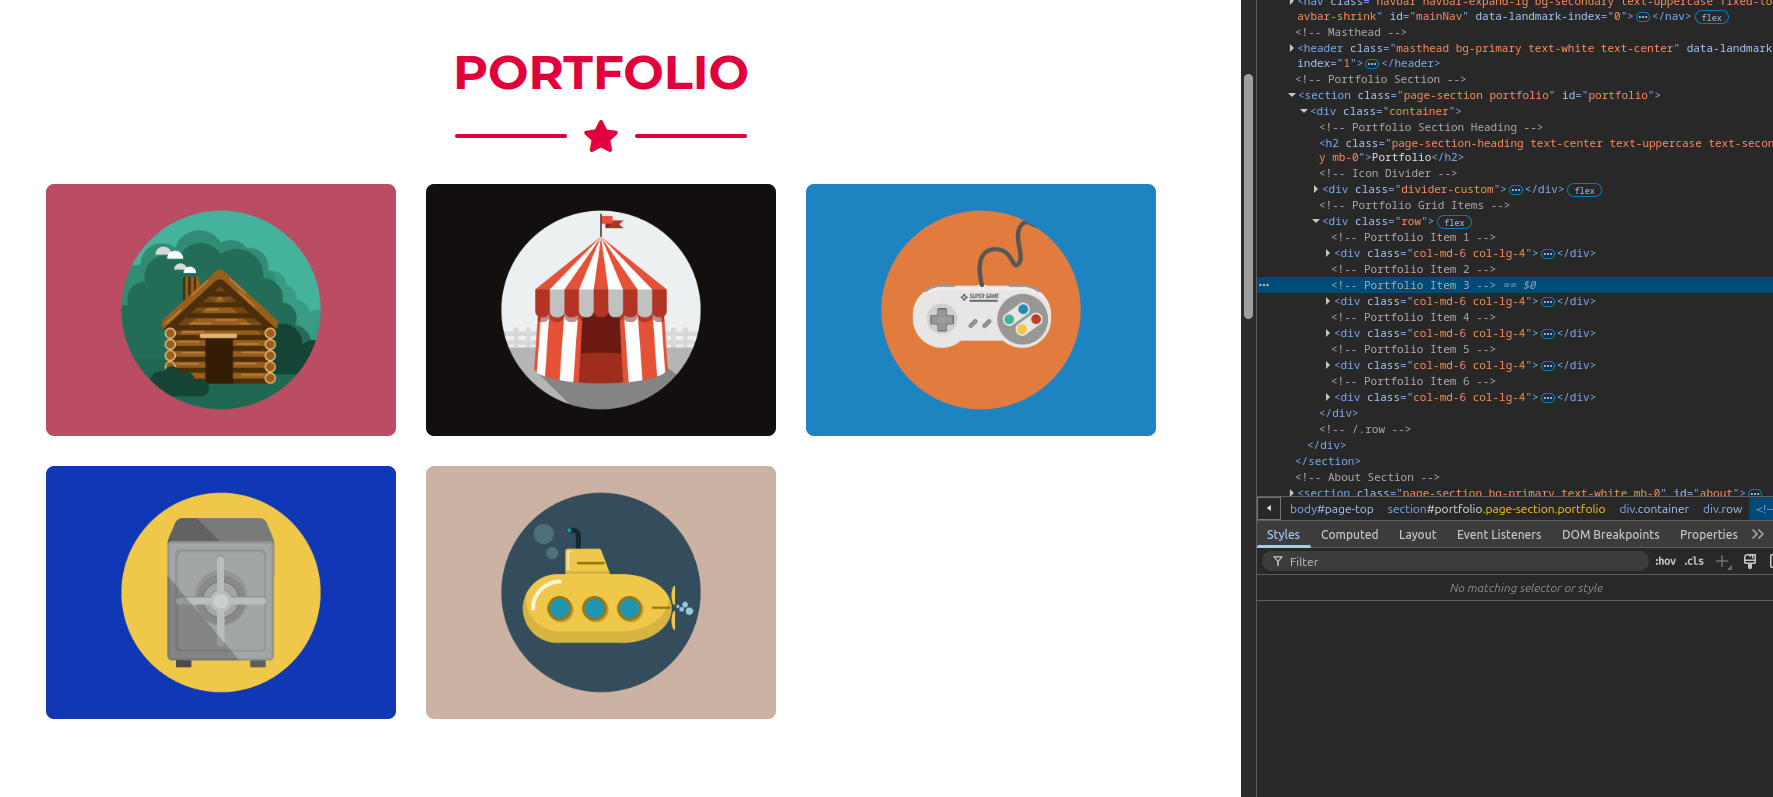 PORTFOLIO
SUPER GAME
<nav class="navbar navbar-expand-lg bg-secondary text-uppercase fixed-to
avbar-shrink" id="mainNav" data-landmark-index="0">⋯</nav> flex
<!-- Masthead -->
<header class="masthead bg-primary text-white text-center" data-landmark
index="1">⋯</header>
<!-- Portfolio Section -->
<section class="page-section portfolio" id="portfolio">
<div class="container">
<!-- Portfolio Section Heading -->
<h2 class="page-section-heading text-center text-uppercase text-secon
y mb-0">Portfolio</h2>
<!-- Icon Divider -->
<div class="divider-custom">⋯</div> flex
<!-- Portfolio Grid Items -->
<div class="row"> flex
<!-- Portfolio Item 1 -->
<div class="col-md-6 col-lg-4">⋯</div>
<!-- Portfolio Item 2 -->
<!-- Portfolio Item 3 --> == $0
<div class="col-md-6 col-lg-4">⋯</div>
<!-- Portfolio Item 4 -->
<div class="col-md-6 col-lg-4">⋯</div>
<!-- Portfolio Item 5 -->
<div class="col-md-6 col-lg-4">⋯</div>
<!-- Portfolio Item 6 -->
<div class="col-md-6 col-lg-4">⋯</div>
</div>
<!-- /.row -->
</div>
</section>
<!-- About Section -->
<section class="page-section bg-primary text-white mb-0" id="about">⋯
body#page-top section#portfolio.page-section.portfolio div.container div.row <!--
Styles Computed Layout Event Listeners DOM Breakpoints Properties
Filter :hov .cls
No matching selector or style